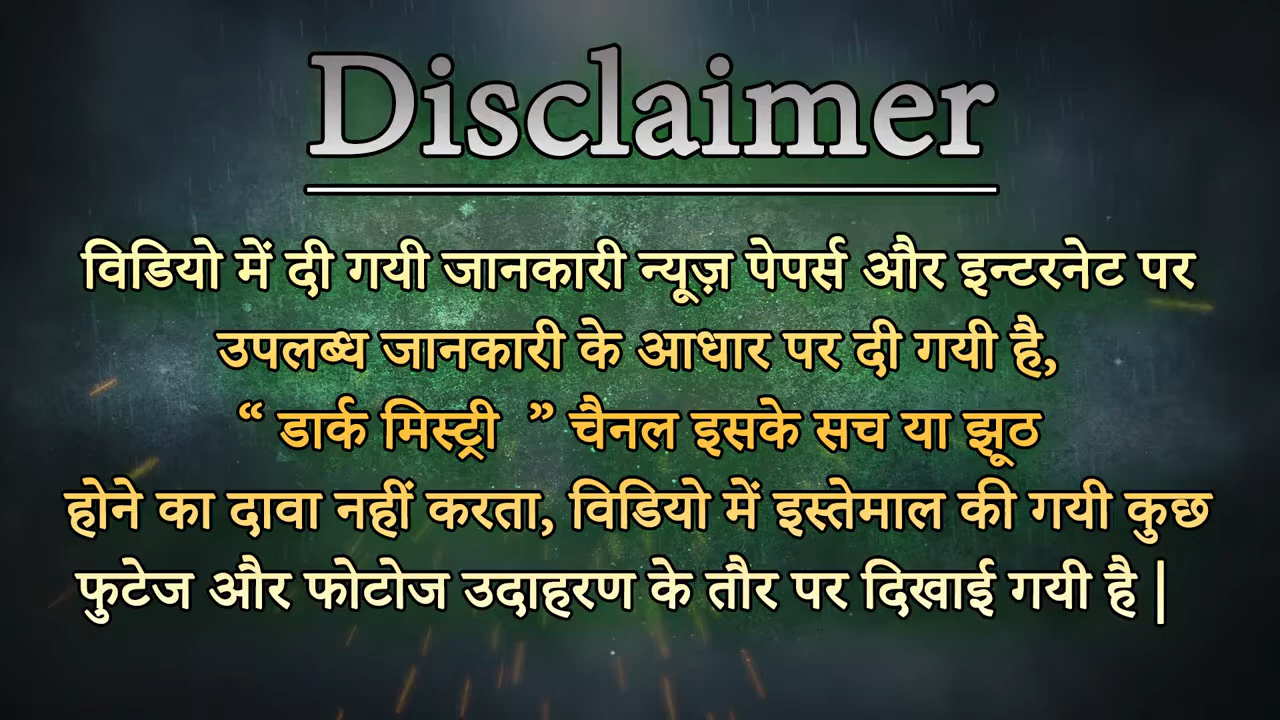 Disclaimer
विडियो में दी गयी जानकारी न्यूज़ पेपर्स और इन्टरनेट पर
उपलब्ध जानकारी के आधार पर दी गयी है,
“ डार्क मिस्ट्री ” चैनल इसके सच या झूठ
होने का दावा नहीं करता, विडियो में इस्तेमाल की गयी कुछ
फुटेज और फोटोज उदाहरण के तौर पर दिखाई गयी है |